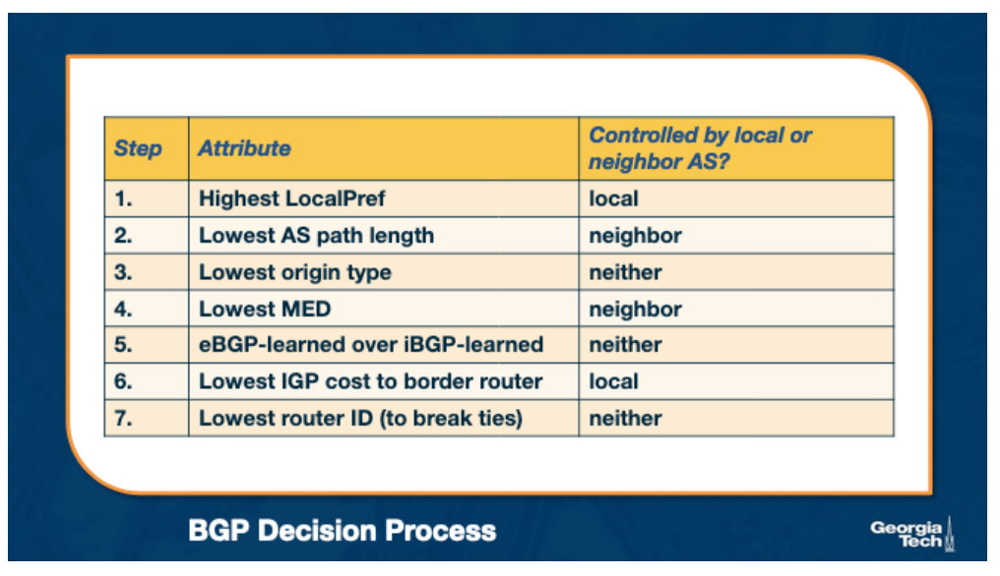 Step Attribute Controlled by local or
neighbor AS?
1. Highest LocalPref local
2. Lowest AS path length neighbor
3. Lowest origin type neither
4. Lowest MED neighbor
5. eBGP-learned over iBGP-learned neither
6. Lowest IGP cost to border router local
7. Lowest router ID (to break ties) neither
BGP Decision Process
Georgia
Tech